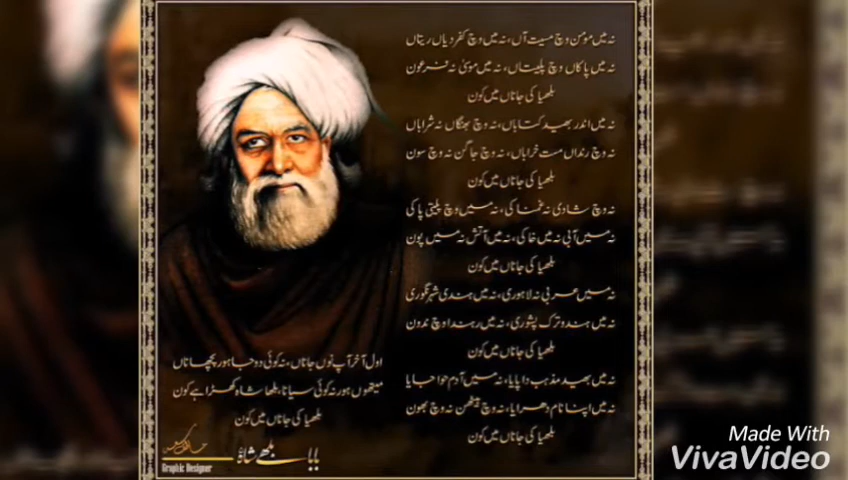 نہ میں مومن وچ مسیت آں، نہ میں وچ کفر دیاں ریتاں
نہ میں پاکاں وچ پلیتاں، نہ میں موسیٰ نہ فرعون
بلھیا کی جاناں میں کون
نہ میں اندر بھید کتاباں، نہ وچ بھنگاں نہ شراباں
نہ وچ رنداں مست خراباں، نہ وچ جاگن نہ وچ سون
بلھیا کی جاناں میں کون
نہ وچ شادی نہ غمناکی، نہ میں وچ پلیتی پاکی
نہ میں آبی نہ میں خاکی، نہ میں آتش نہ میں پون
بلھیا کی جاناں میں کون
نہ میں عربی نہ لاہوری، نہ میں ہندی شہر نگوری
نہ میں ہندو ترک پشوری، نہ میں رہندا وچ ندون
بلھیا کی جاناں میں کون
نہ میں بھید مذہب دا پایا، نہ میں آدم حوا جایا
نہ میں اپنا نام دھرایا، نہ وچ بیٹھن نہ وچ بھون
بلھیا کی جاناں میں کون
اول آخر آپ نوں جاناں، نہ کوئی دوجا ہور پچھاناں
میتھوں ہور نہ کوئی سیانا، بلھا شاہ کھڑا ہے کون
بلھیا کی جاناں میں کون
بابا بلھے شاہ
Graphic Designer
Made With
VivaVideo